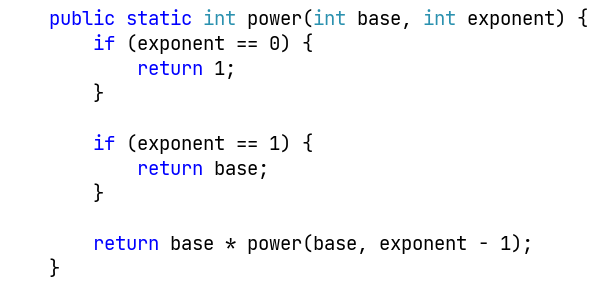 public static int power(int base, int exponent) {
    if (exponent == 0) {
        return 1;
    }

    if (exponent == 1) {
        return base;
    }

    return base * power(base, exponent - 1);
}